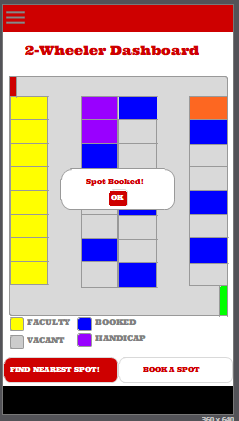 2-Wheeler Dashboard
Spot Booked!
OK
FACULTY
BOOKED
VACANT
HANDICAP
FIND NEAREST SPOT!
BOOK A SPOT
360 x 640